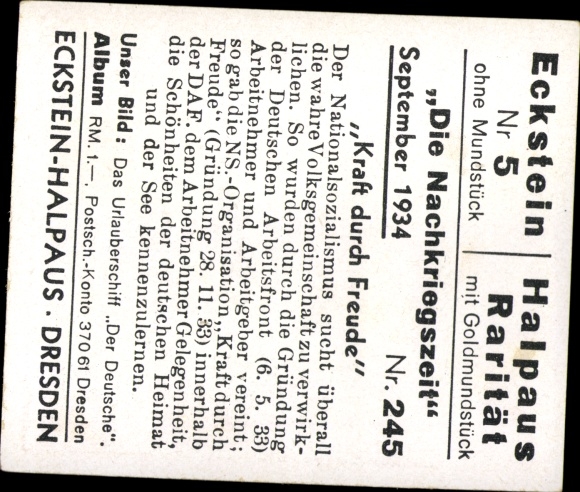 Eckstein
Nr 5
ohne Mundstück
Halpaus
Rarität
mit Goldmundstück
„Die Nachkriegszeit“
September 1934 Nr. 245
„Kraft durch Freude“
Der Nationalsozialismus sucht überall
die wahre Volksgemeinschaft zu verwirk-
lichen. So wurden durch die Gründung
der Deutschen Arbeitsfront (6. 5. 33)
Arbeitnehmer und Arbeitgeber vereint;
so gab die NS.-Organisation „Kraft durch
Freude“ (Gründung 28. 11. 33) innerhalb
der DAF. dem Arbeitnehmer Gelegenheit,
die Schönheiten der deutschen Heimat
und der See kennenzulernen.
Unser Bild: Das Urlauberschiff „Der Deutsche“.
Album RM. 1.—, Postsch.-Konto 370 61 Dresden
ECKSTEIN-HALPAUS · DRESDEN